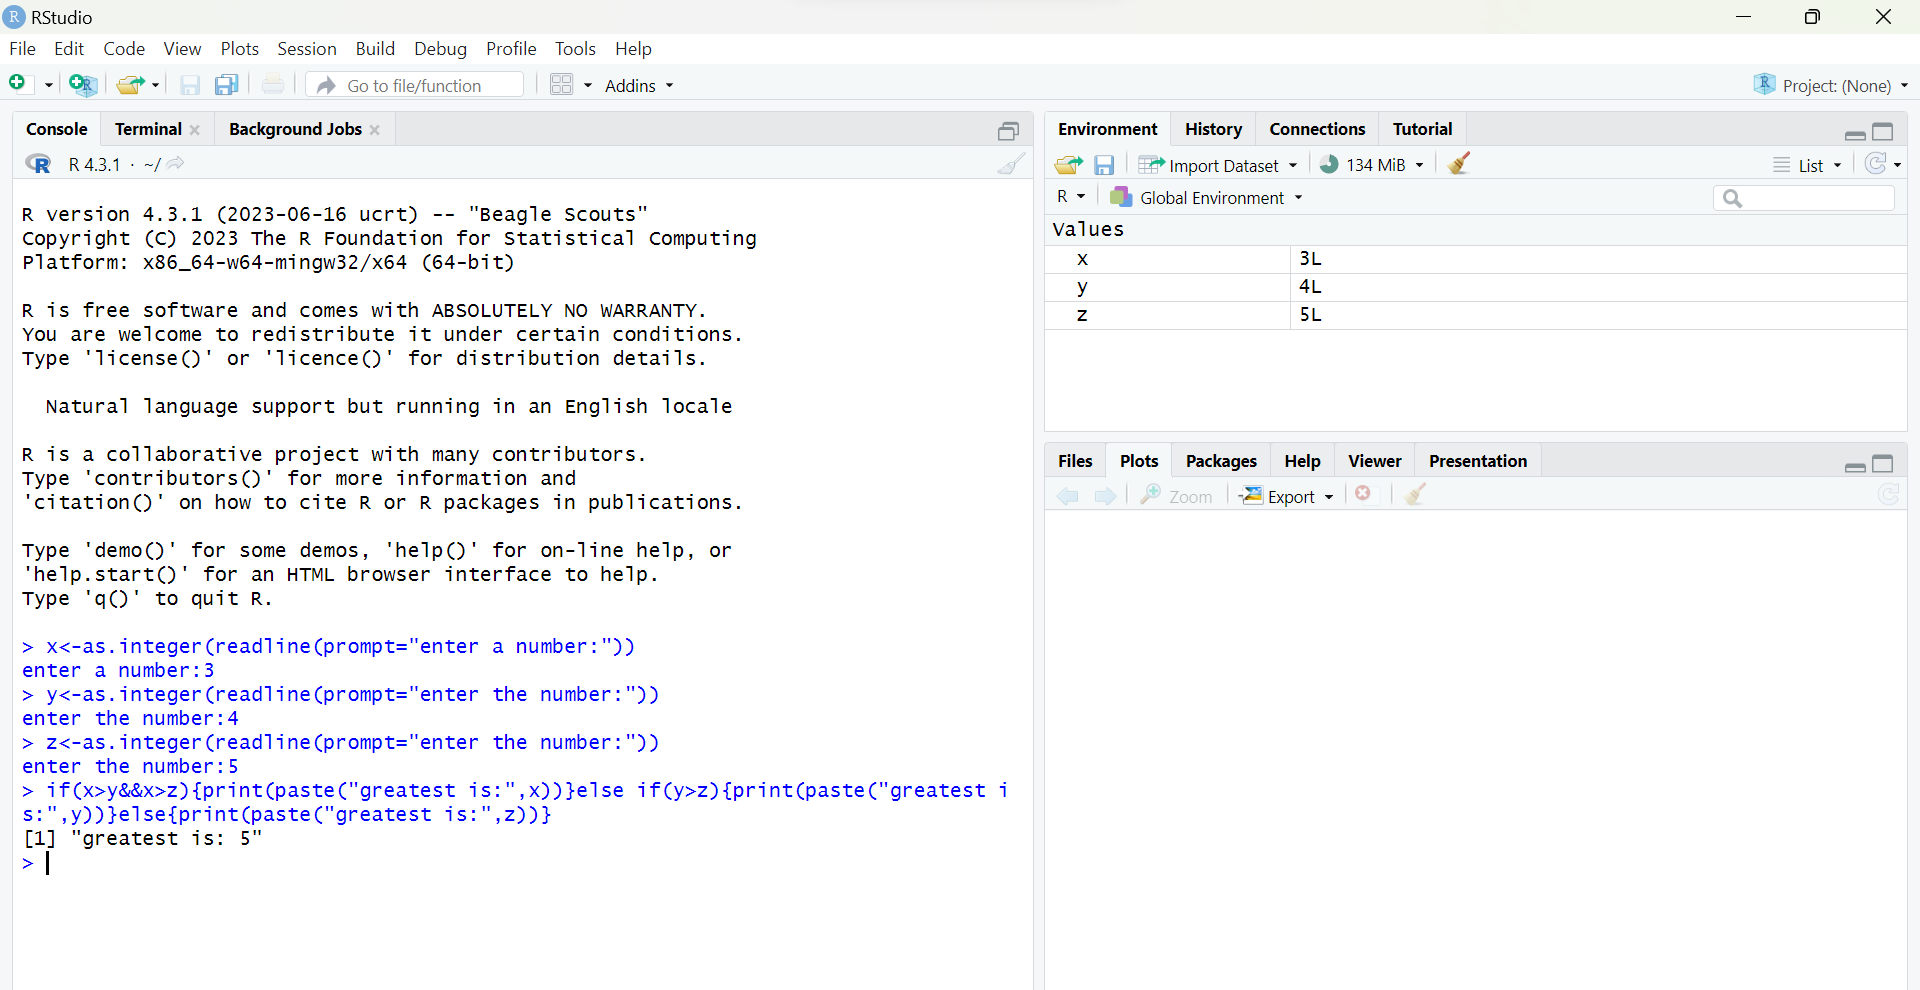 RStudio
File Edit Code View Plots Session Build Debug Profile Tools Help
Go to file/function Addins Project: (None)
Console Terminal Background Jobs
R 4.3.1 · ~/
R version 4.3.1 (2023-06-16 ucrt) -- "Beagle Scouts"
Copyright (C) 2023 The R Foundation for Statistical Computing
Platform: x86_64-w64-mingw32/x64 (64-bit)
R is free software and comes with ABSOLUTELY NO WARRANTY.
You are welcome to redistribute it under certain conditions.
Type 'license()' or 'licence()' for distribution details.
Natural language support but running in an English locale
R is a collaborative project with many contributors.
Type 'contributors()' for more information and
'citation()' on how to cite R or R packages in publications.
Type 'demo()' for some demos, 'help()' for on-line help, or
'help.start()' for an HTML browser interface to help.
Type 'q()' to quit R.
> x<-as.integer(readline(prompt="enter a number:"))
enter a number:3
> y<-as.integer(readline(prompt="enter the number:"))
enter the number:4
> z<-as.integer(readline(prompt="enter the number:"))
enter the number:5
> if(x>y&&x>z){print(paste("greatest is:",x))}else if(y>z){print(paste("greatest i
s:",y))}else{print(paste("greatest is:",z))}
[1] "greatest is: 5"
>
Environment History Connections Tutorial
Import Dataset 134 MiB List
R Global Environment
Values
x 3L
y 4L
z 5L
Files Plots Packages Help Viewer Presentation
Zoom Export